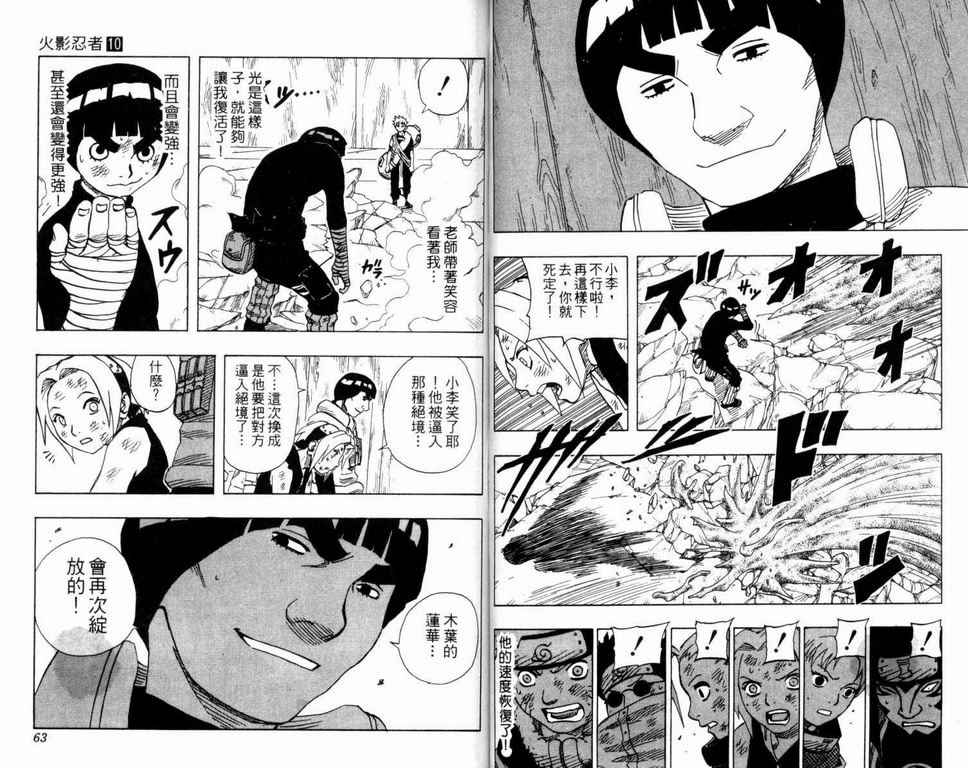 小李，
不行啦！
再這樣下
去，你就
死定了！
ズオオオ
サッ
ドン
！
！
！
！
！
他的速度恢復了！
火影忍者10
！
老師帶著笑容
看著我…
光是這樣
子，就能夠
讓我復活了！
ッ……
ガラ
而且會變強…
甚至還會變得更強！
スウ
小李笑了耶
！他被逼入
那種絕境…
不…這次換成
是他要把對方
逼入絕境了…
什麼？
木葉的
蓮華…
會再次綻
放的！
63